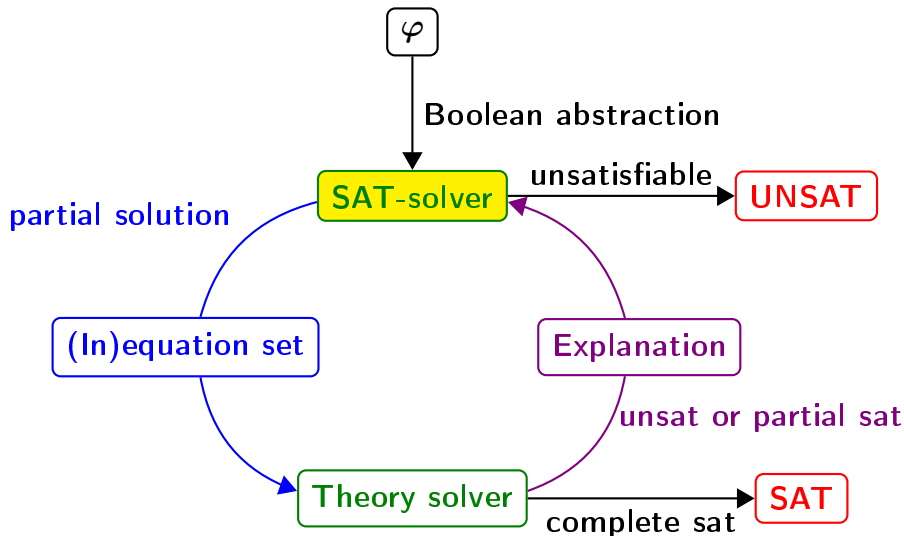 φ
Boolean abstraction
SAT-solver
unsatisfiable
UNSAT
partial solution
(In)equation set
Explanation
unsat or partial sat
Theory solver
complete sat
SAT